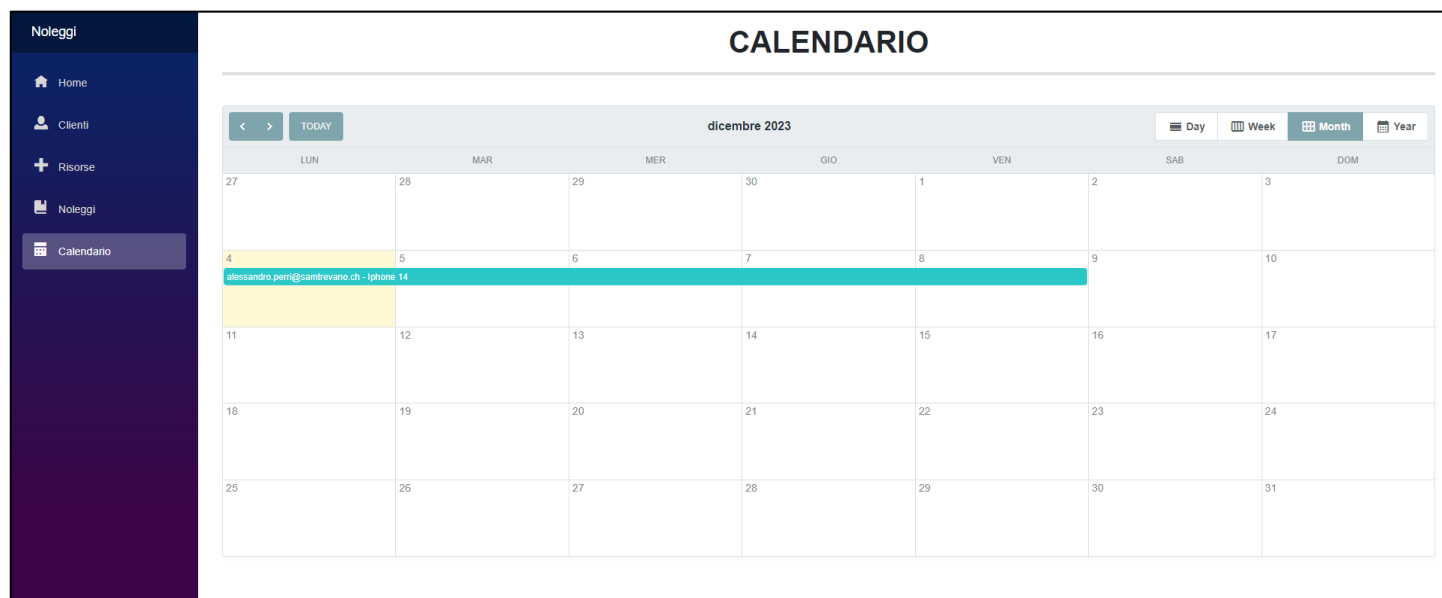 Noleggi
Home
Clienti
Risorse
Noleggi
Calendario
CALENDARIO
TODAY dicembre 2023 Day Week Month Year
LUN MAR MER GIO VEN SAB DOM
27 28 29 30 1 2 3
4 5 6 7 8 9 10
alessandro.perri@samtrevano.ch - Iphone 14
11 12 13 14 15 16 17
18 19 20 21 22 23 24
25 26 27 28 29 30 31